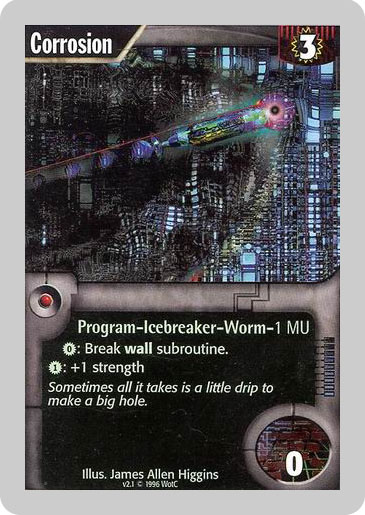 Corrosion
3
Program-Icebreaker-Worm-1 MU
0: Break wall subroutine.
1: +1 strength
Sometimes all it takes is a little drip to
make a big hole.
0
Illus. James Allen Higgins
v2.1 © 1996 WotC